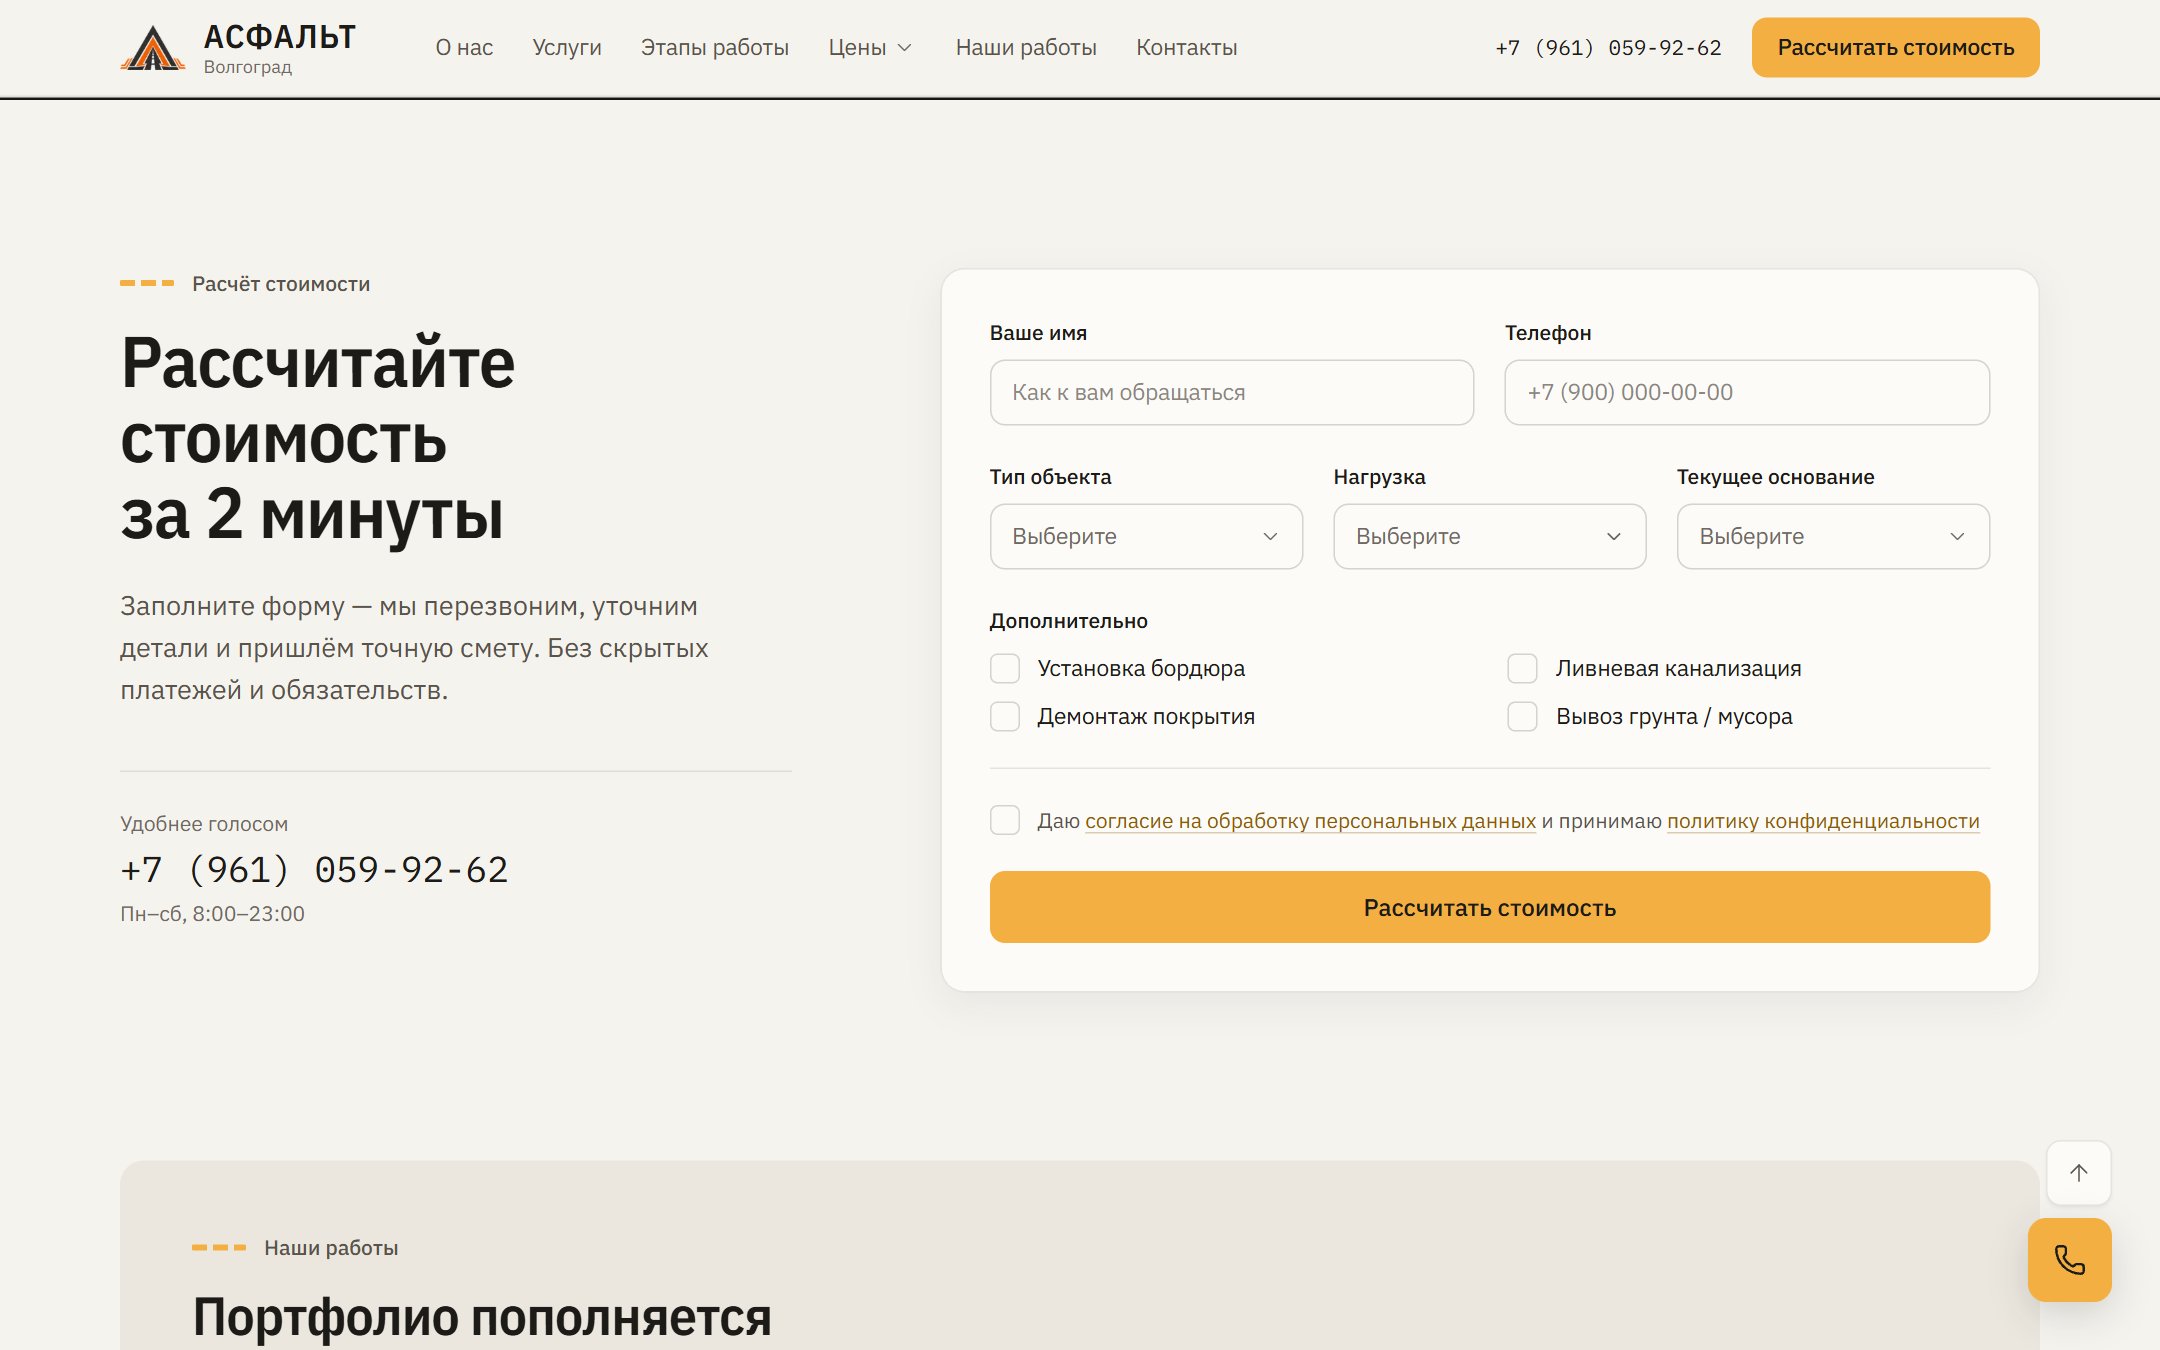 АСФАЛЬТ
Волгоград
О нас
Услуги
Этапы работы
Цены
Наши работы
Контакты
+7 (961) 059-92-62
Рассчитать стоимость
Расчёт стоимости
Рассчитайте
стоимость
за 2 минуты
Заполните форму — мы перезвоним, уточним
детали и пришлём точную смету. Без скрытых
платежей и обязательств.
Удобнее голосом
+7 (961) 059-92-62
Пн–сб, 8:00–23:00
Ваше имя
Как к вам обращаться
Телефон
+7 (900) 000-00-00
Тип объекта
Выберите
Нагрузка
Выберите
Текущее основание
Выберите
Дополнительно
Установка бордюра
Ливневая канализация
Демонтаж покрытия
Вывоз грунта / мусора
Даю согласие на обработку персональных данных и принимаю политику конфиденциальности
Рассчитать стоимость
Наши работы
Портфолио пополняется